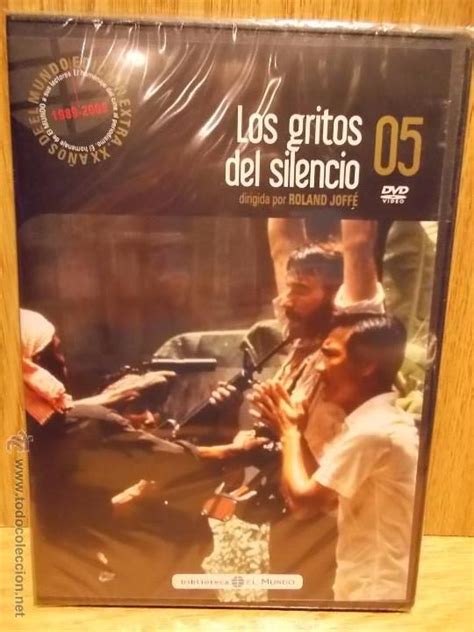 Los gritos
del silencio
05
DVD
VIDEO
dirigida por ROLAND JOFFÉ
1989-2009
biblioteca EL MUNDO
www.todocoleccion.net